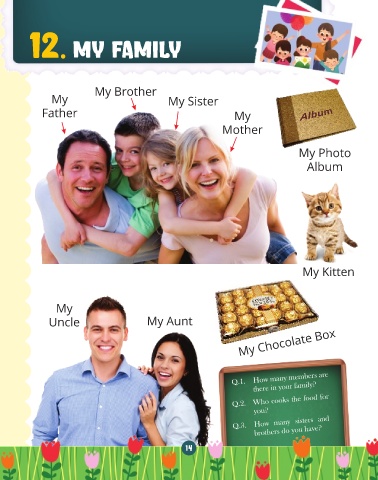 12. MY FAMILY
My
Father
My Brother
My Sister
My
Mother
Album
My Photo
Album
My Kitten
My
Uncle
My Aunt
My Chocolate Box
Q.1. How many members are
there in your family?
Q.2. Who cooks the food for
you?
Q.3. How many sisters and
brothers do you have?
14